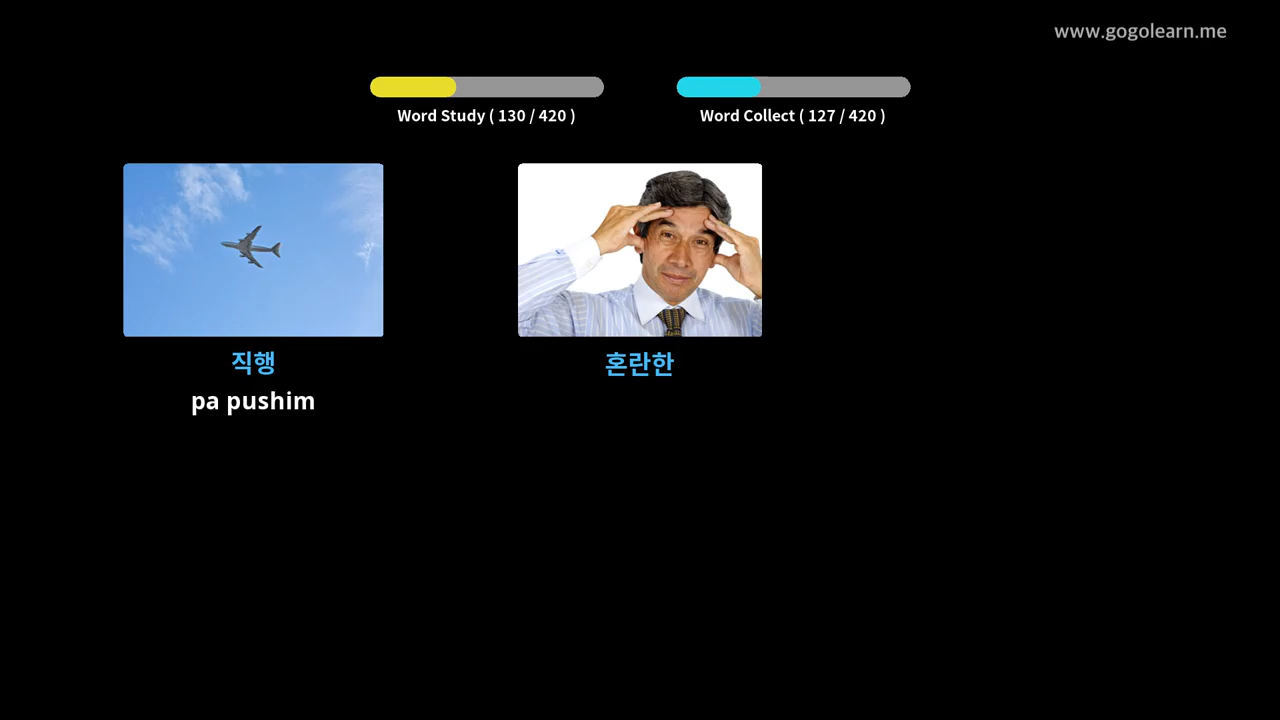 www.gogolearn.me
Word Study ( 130 / 420 )
Word Collect ( 127 / 420 )
직행
pa pushim
혼란한